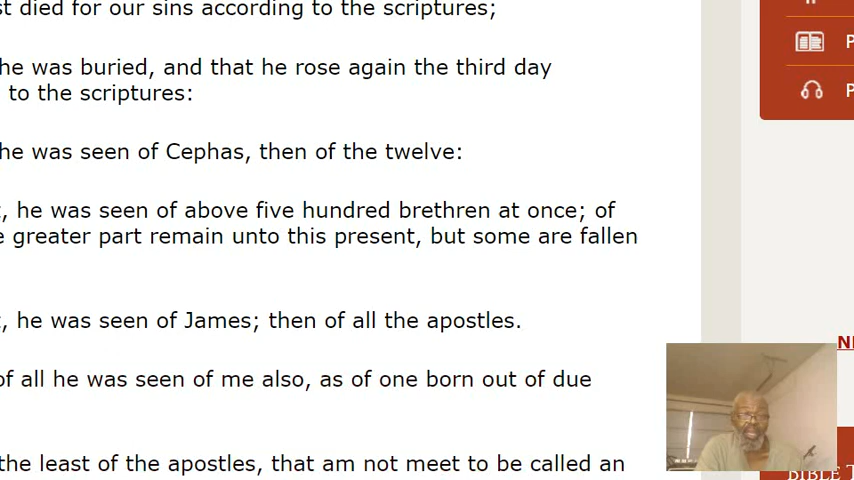 st died for our sins according to the scriptures;
he was buried, and that he rose again the third day
to the scriptures:
he was seen of Cephas, then of the twelve:
he was seen of above five hundred brethren at once; of
greater part remain unto this present, but some are fallen
he was seen of James; then of all the apostles.
of all he was seen of me also, as of one born out of due
the least of the apostles, that am not meet to be called an
P
P
BIBLE